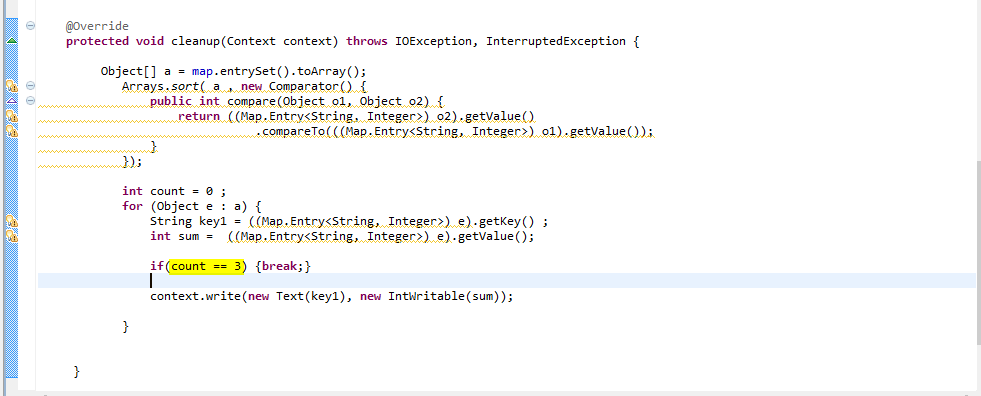 @Override
protected void cleanup(Context context) throws IOException, InterruptedException {
Object[] a = map.entrySet().toArray();
Arrays.sort( a , new Comparator() {
public int compare(Object o1, Object o2) {
return ((Map.Entry<String, Integer>) o2).getValue()
.compareTo(((Map.Entry<String, Integer>) o1).getValue());
}
});
int count = 0 ;
for (Object e : a) {
String key1 = ((Map.Entry<String, Integer>) e).getKey() ;
int sum =  ((Map.Entry<String, Integer>) e).getValue();
if(count == 3) {break;}
context.write(new Text(key1), new IntWritable(sum));
}
}